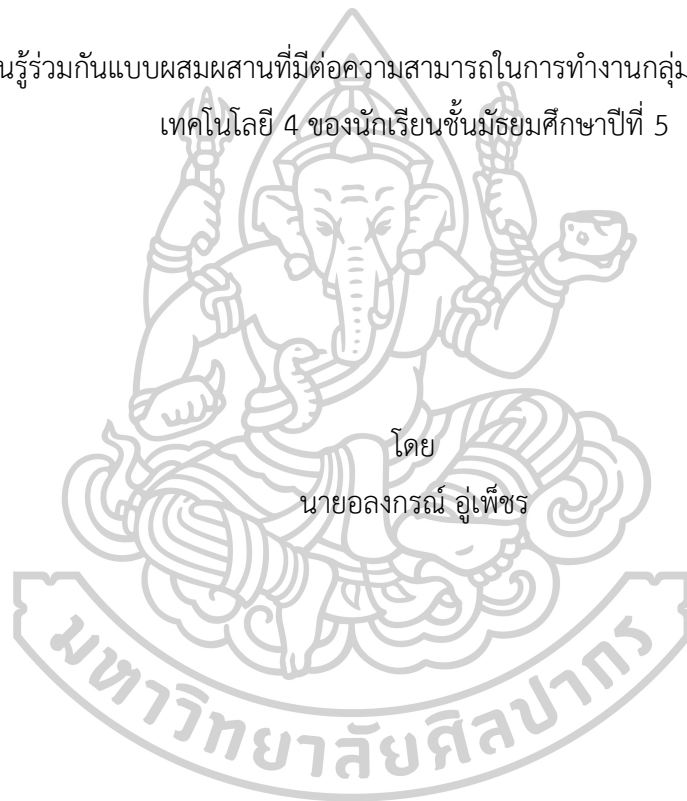 นรู้ร่วมกันแบบผสมผสานที่มีต่อความสามารถในการทำงานกลุ่ม
เทคโนโลยี 4 ของนักเรียนชั้นมัธยมศึกษาปีที่ 5
โดย
นายอลงกรณ์ อู่เพ็ชร
มหาวิทยาลัยศิลปากร